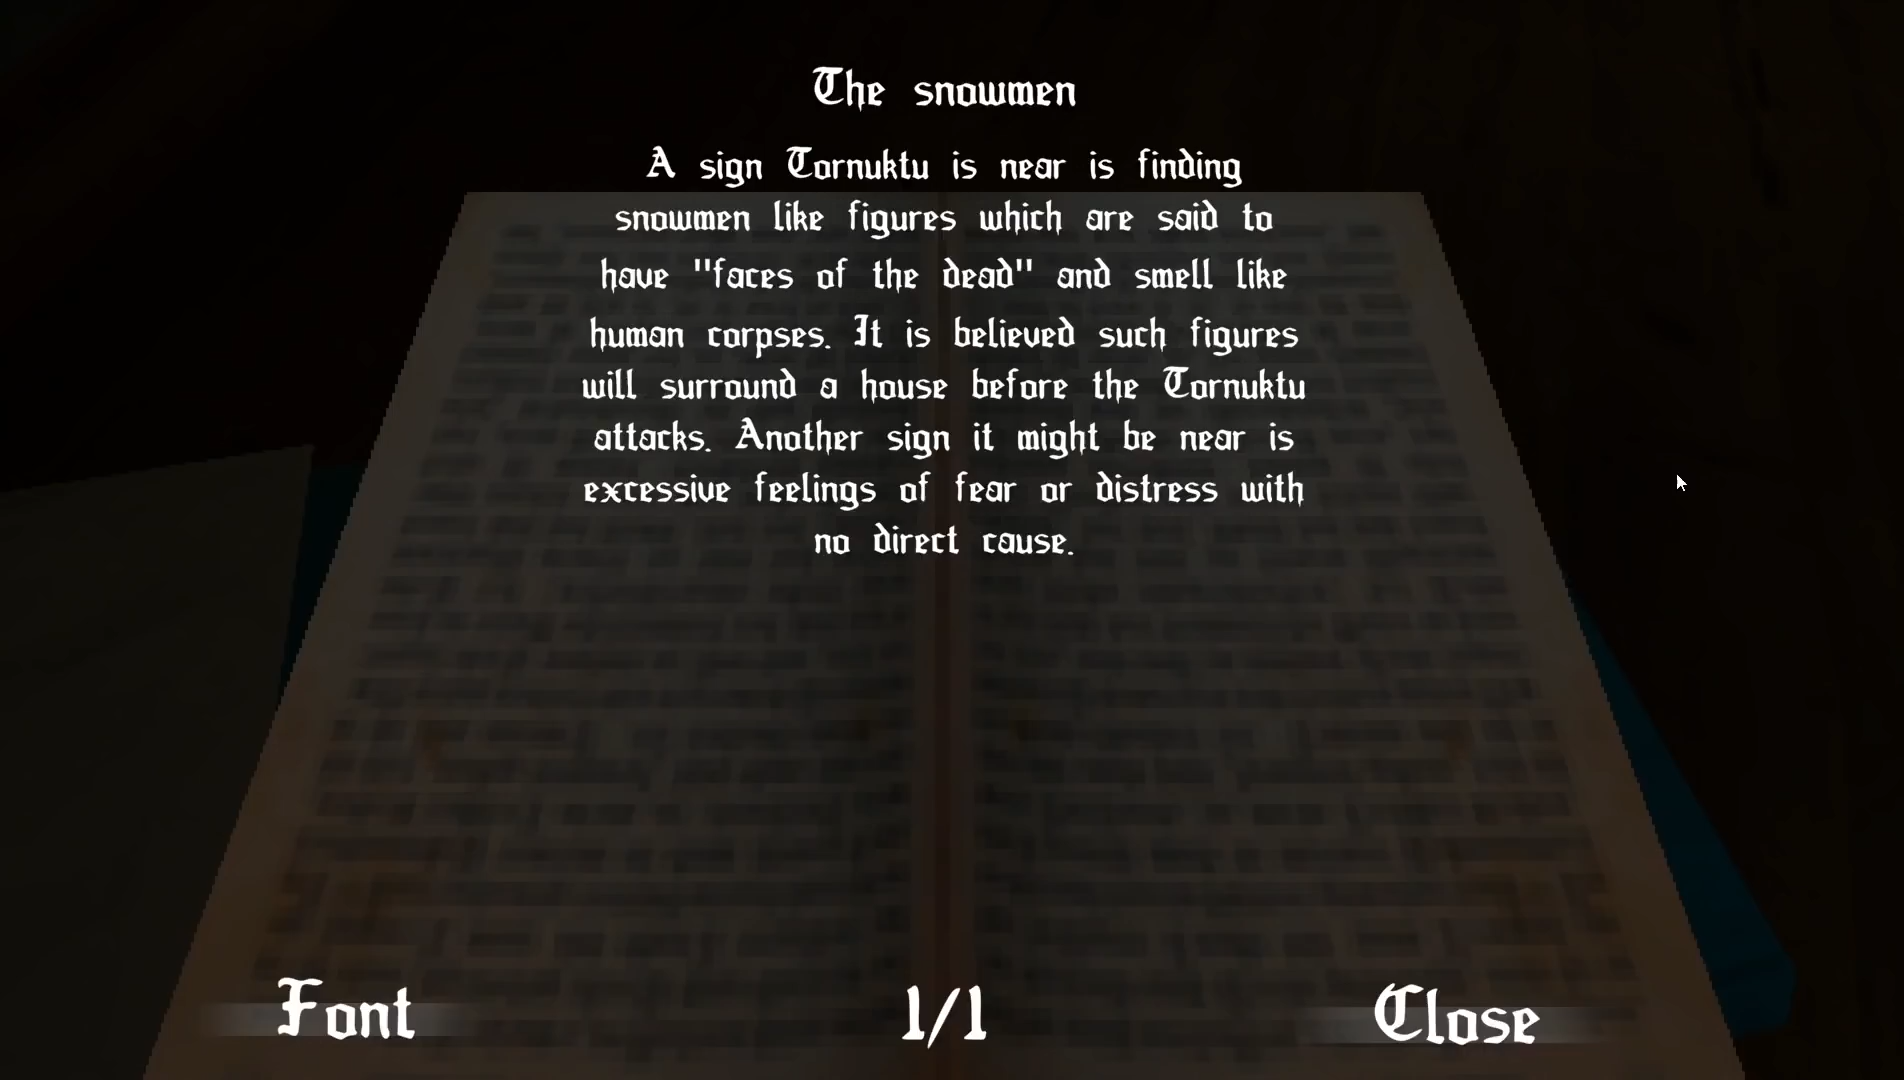 The snowmen
A sign Tornuktu is near is finding
snowmen like figures which are said to
have "faces of the dead" and smell like
human corpses. It is believed such figures
will surround a house before the Tornuktu
attacks. Another sign it might be near is
excessive feelings of fear or distress with
no direct cause.
Font
1/1
Close